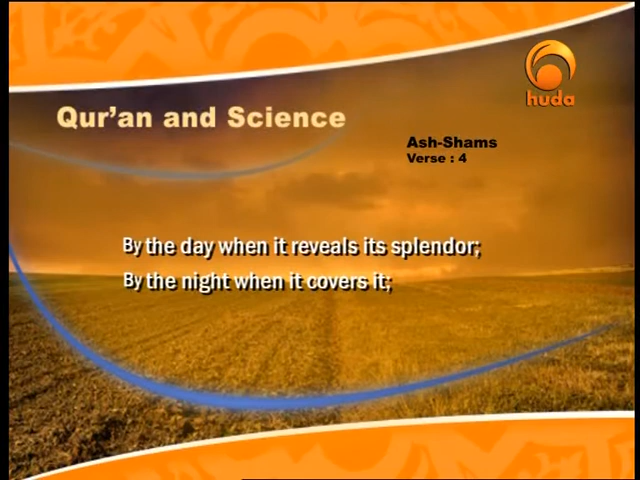 huda
Qur'an and Science
Ash-Shams
Verse : 4
By the day when it reveals its splendor;
By the night when it covers it;